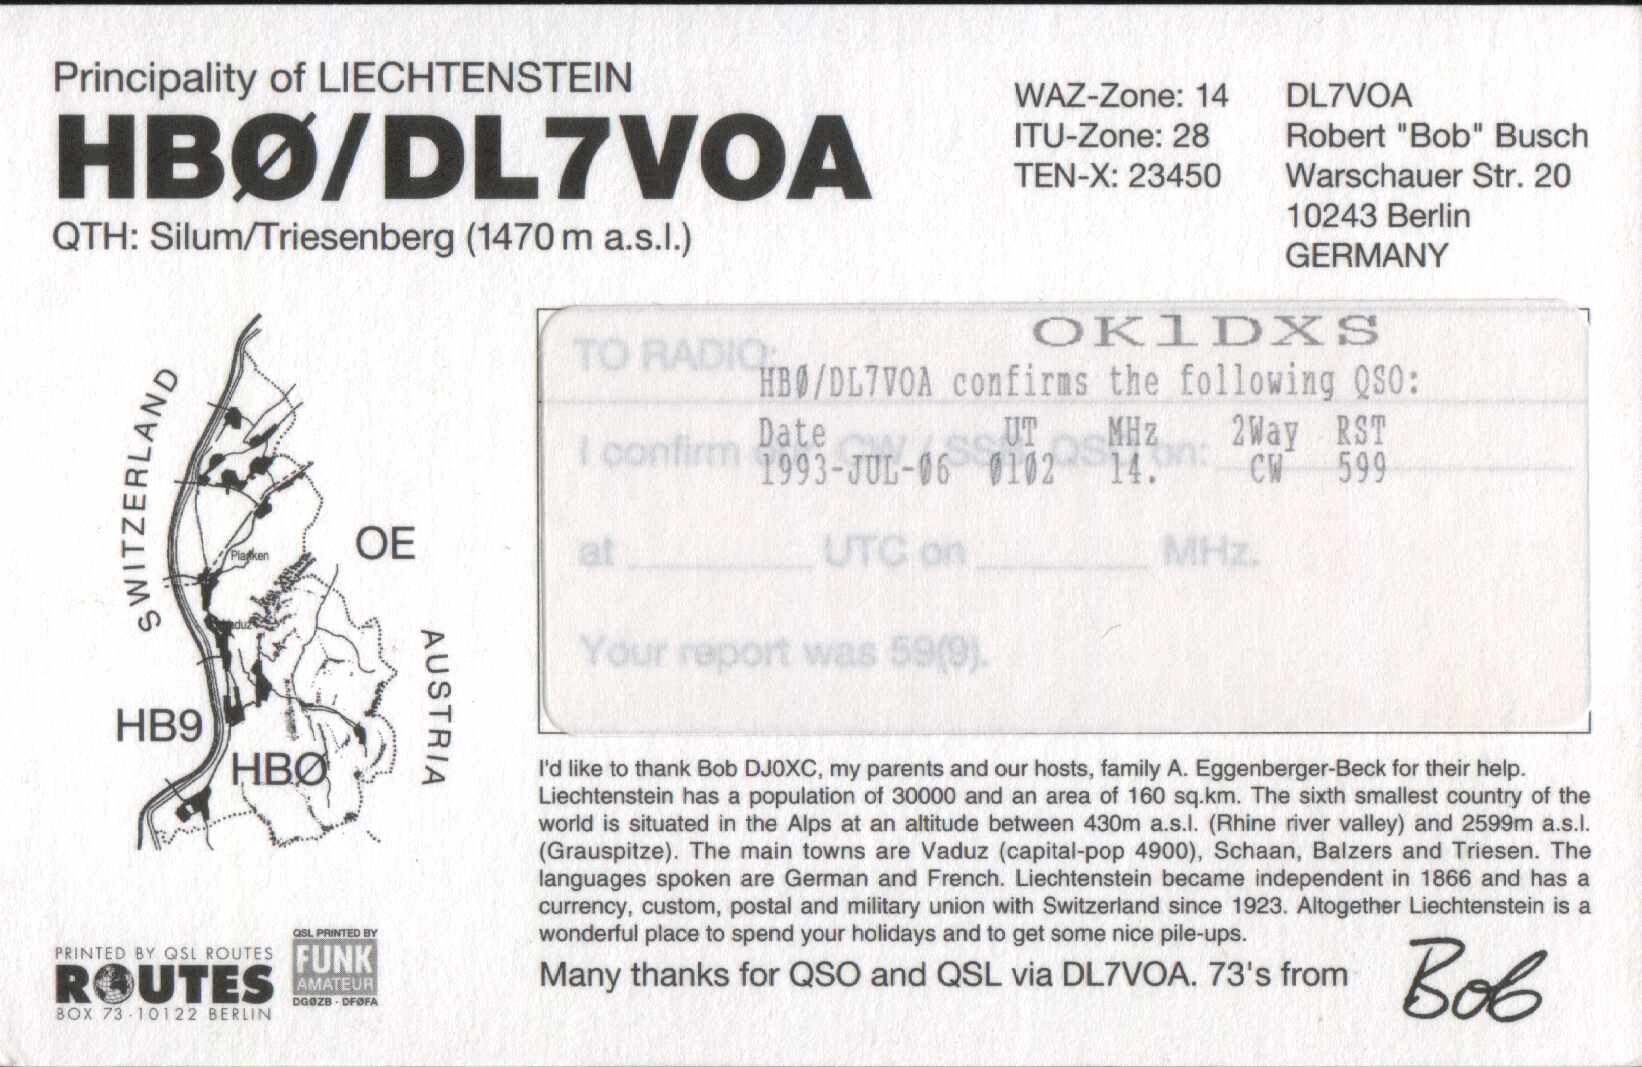 Principality of LIECHTENSTEIN
HBØ/DL7VOA
QTH: Silum/Triesenberg (1470 m a.s.l.)
WAZ-Zone: 14
ITU-Zone: 28
TEN-X: 23450
DL7VOA
Robert "Bob" Busch
Warschauer Str. 20
10243 Berlin
GERMANY
SWITZERLAND
OE
Planken
Vaduz
AUSTRIA
HB9
HBØ
TO RADIO:
OK1DXS
HBØ/DL7VOA confirms the following QSO:
Date UT MHz 2Way RST
I confirm our CW / SSB QSO on:
1993-JUL-Ø6 Ø1Ø2 14. CW 599
at ________ UTC on ________ MHz.
Your report was 59(9).
I'd like to thank Bob DJ0XC, my parents and our hosts, family A. Eggenberger-Beck for their help.
Liechtenstein has a population of 30000 and an area of 160 sq.km. The sixth smallest country of the
world is situated in the Alps at an altitude between 430m a.s.l. (Rhine river valley) and 2599m a.s.l.
(Grauspitze). The main towns are Vaduz (capital-pop 4900), Schaan, Balzers and Triesen. The
languages spoken are German and French. Liechtenstein became independent in 1866 and has a
currency, custom, postal and military union with Switzerland since 1923. Altogether Liechtenstein is a
wonderful place to spend your holidays and to get some nice pile-ups.
Many thanks for QSO and QSL via DL7VOA. 73's from
Bob
PRINTED BY QSL ROUTES
ROUTES
BOX 73·10122 BERLIN
QSL PRINTED BY
FUNK
AMATEUR
DGØZB · DFØFA